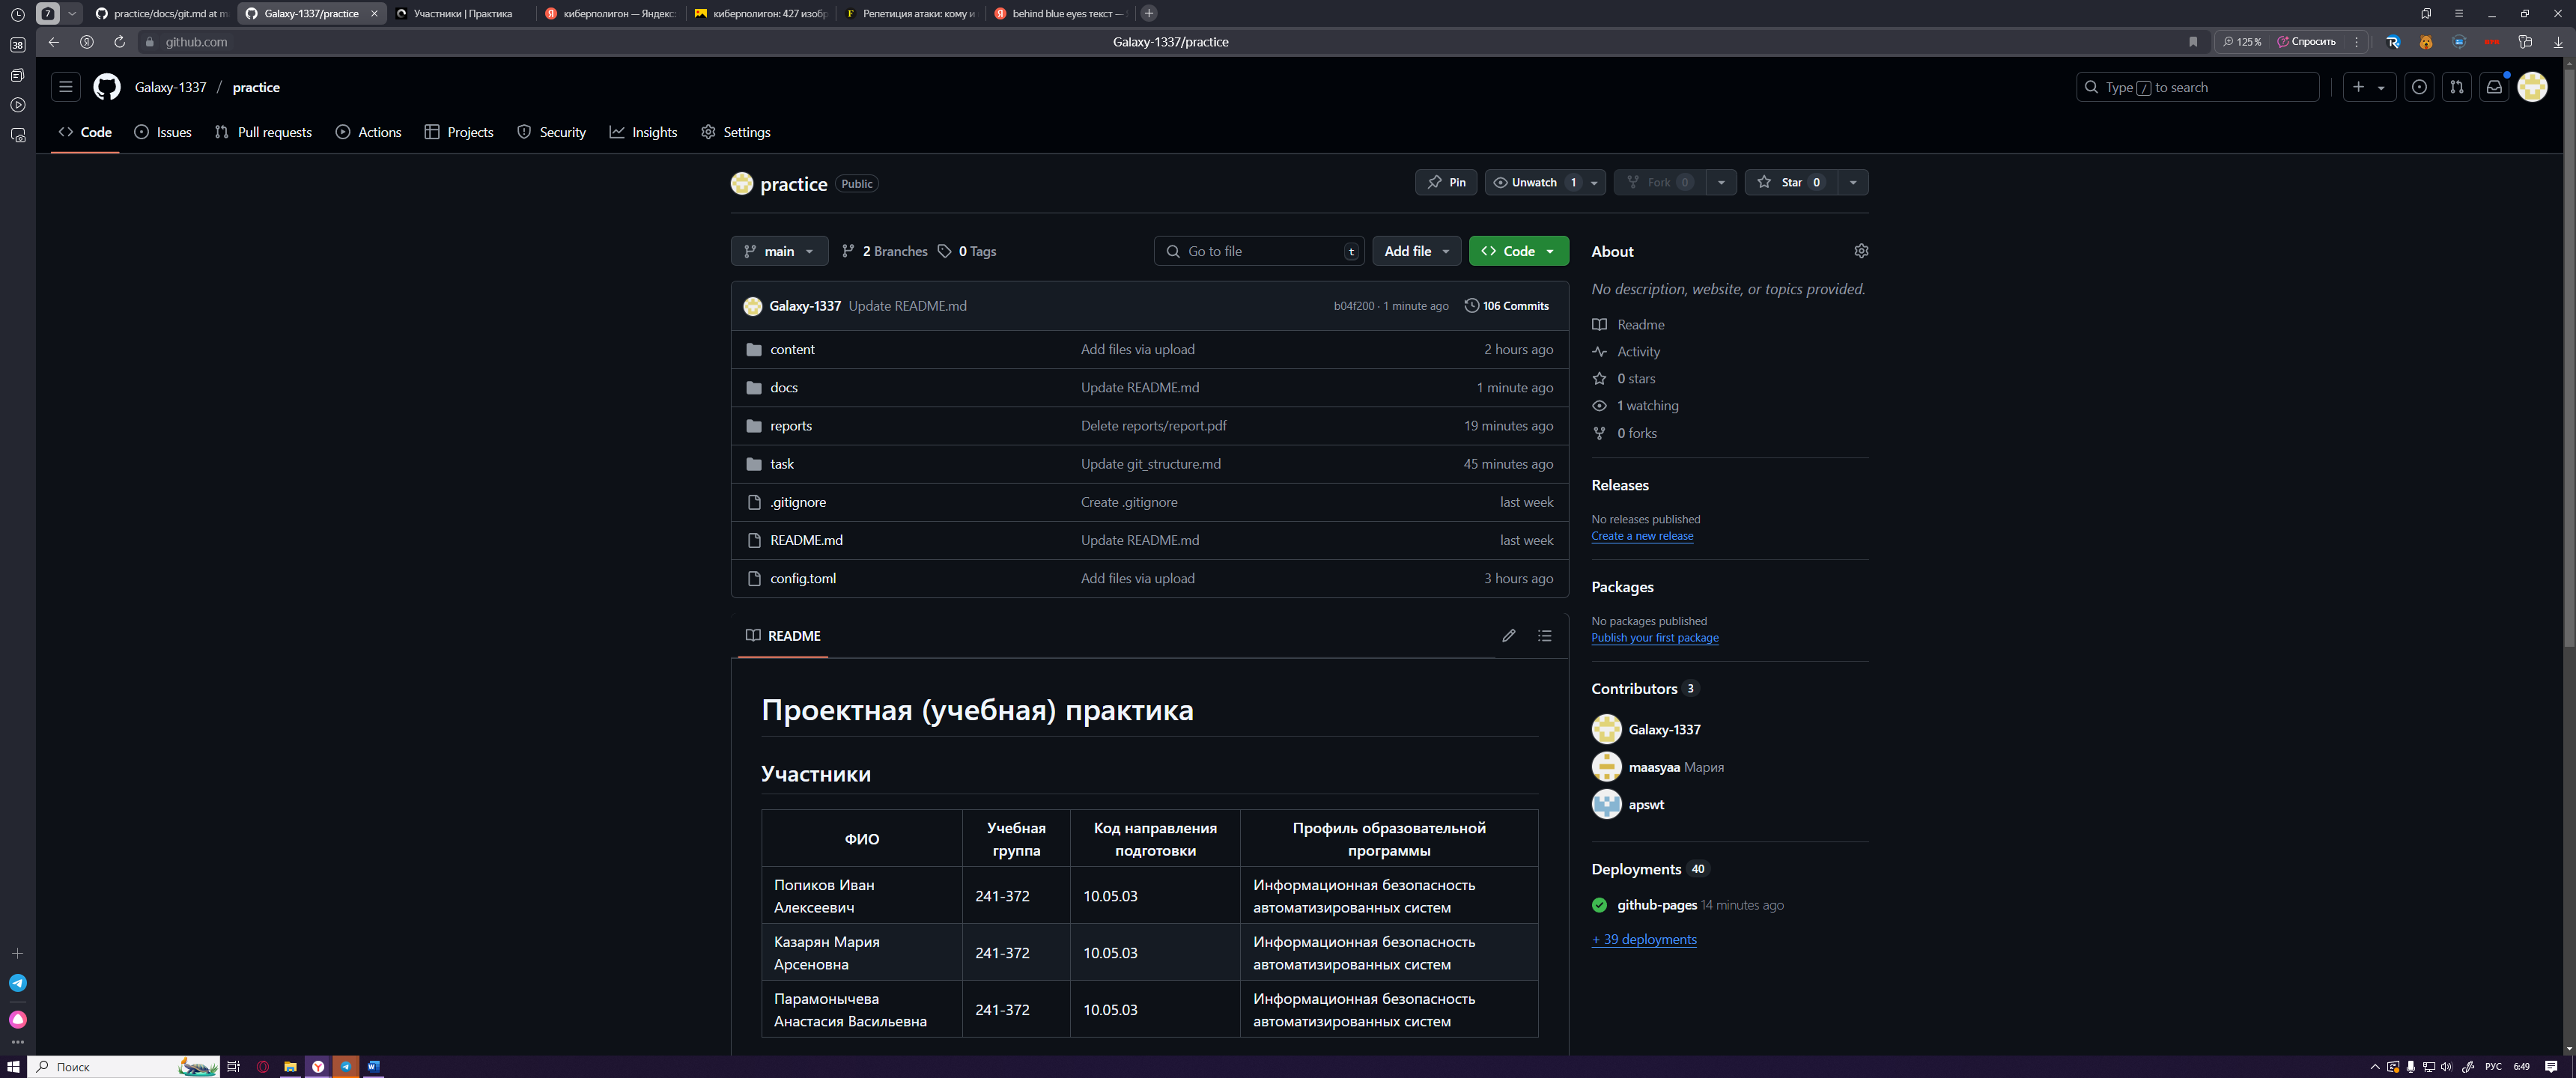 7
practice/docs/git.md at m
Galaxy-1337/practice
Участники | Практика
киберполигон — Яндекс
киберполигон: 427 изобр
Репетиция атаки: кому и
behind blue eyes текст —
38
github.com
Galaxy-1337/practice
125 %
Спросить
Galaxy-1337 / practice
Type / to search
Code
Issues
Pull requests
Actions
Projects
Security
Insights
Settings
practice Public
Pin
Unwatch 1
Fork 0
Star 0
main
2 Branches
0 Tags
Go to file t
Add file
Code
Galaxy-1337 Update README.md b04f200 · 1 minute ago 106 Commits
content Add files via upload 2 hours ago
docs Update README.md 1 minute ago
reports Delete reports/report.pdf 19 minutes ago
task Update git_structure.md 45 minutes ago
.gitignore Create .gitignore last week
README.md Update README.md last week
config.toml Add files via upload 3 hours ago
README
Проектная (учебная) практика
Участники
ФИО Учебная группа Код направления подготовки Профиль образовательной программы
Попиков Иван Алексеевич 241-372 10.05.03 Информационная безопасность автоматизированных систем
Казарян Мария Арсеновна 241-372 10.05.03 Информационная безопасность автоматизированных систем
Парамонычева Анастасия Васильевна 241-372 10.05.03 Информационная безопасность автоматизированных систем
About
No description, website, or topics provided.
Readme
Activity
0 stars
1 watching
0 forks
Releases
No releases published
Create a new release
Packages
No packages published
Publish your first package
Contributors 3
Galaxy-1337
maasyaa Мария
apswt
Deployments 40
github-pages 14 minutes ago
+ 39 deployments
Поиск
РУС
6:49